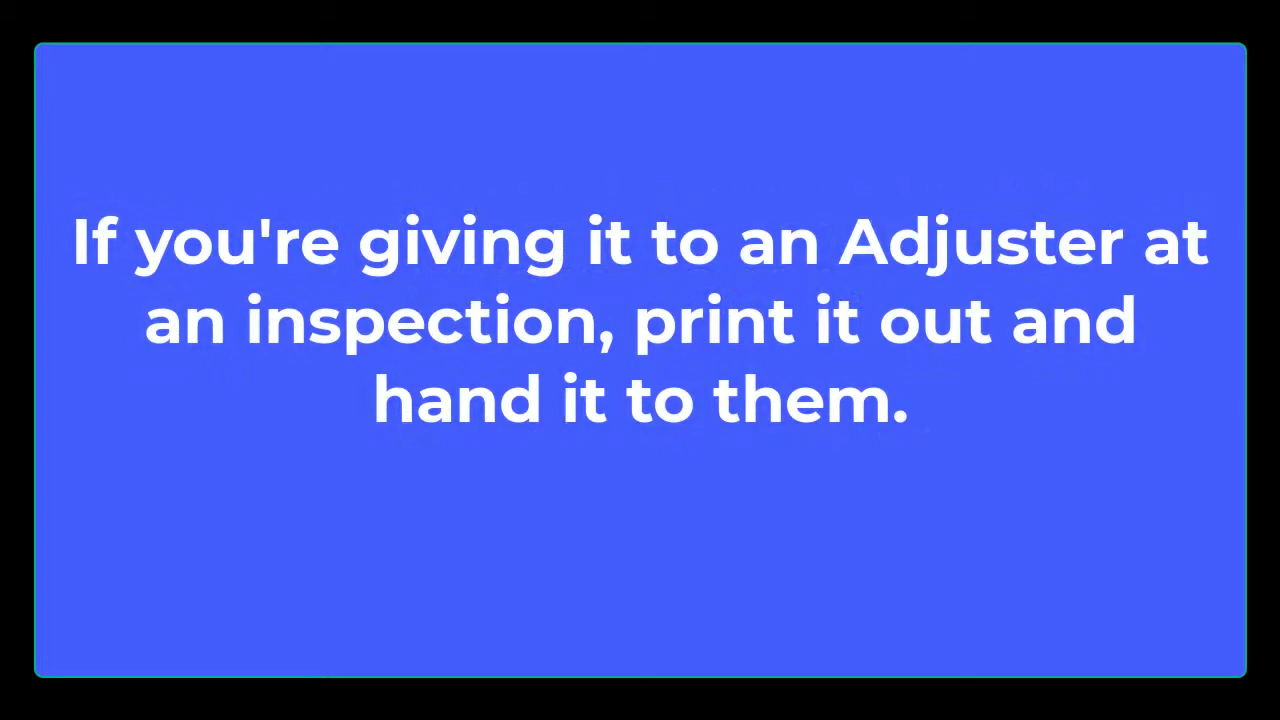 If you're giving it to an Adjuster at
an inspection, print it out and
hand it to them.